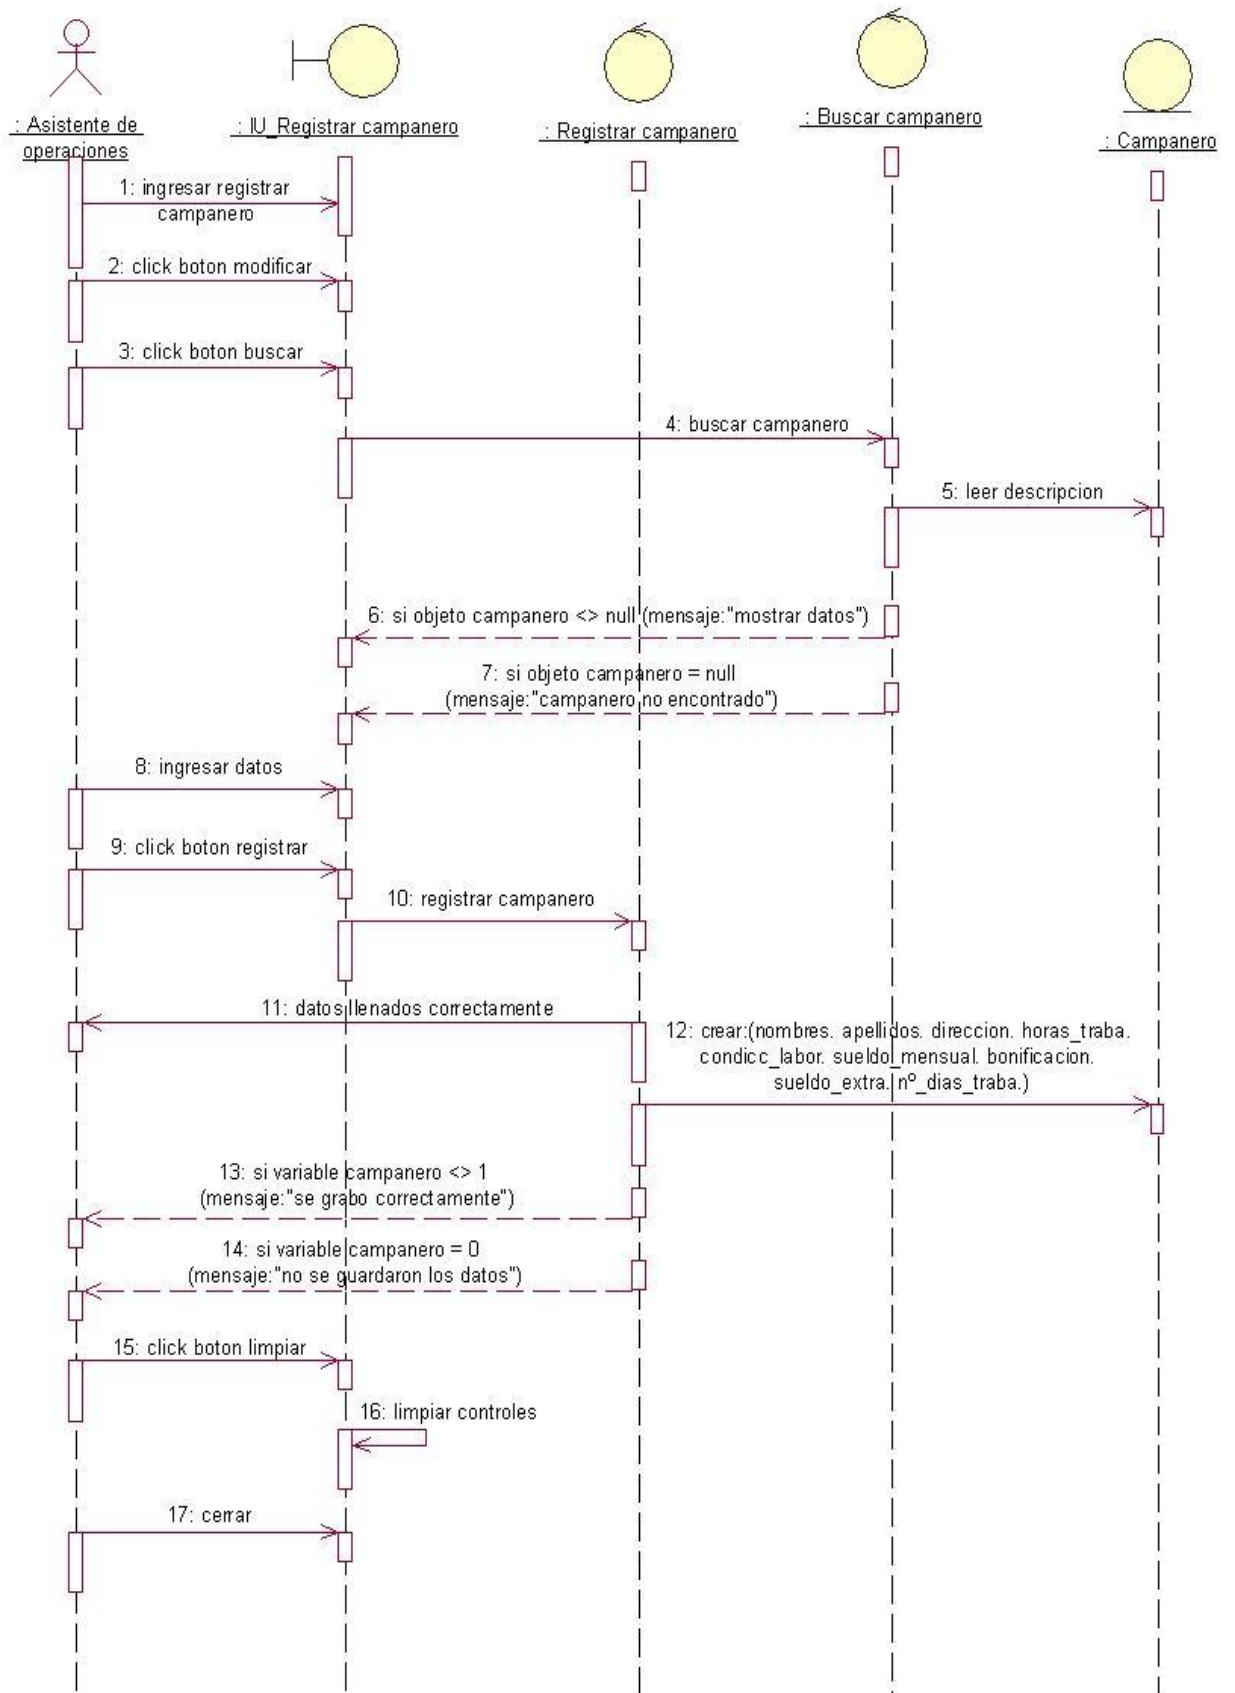 : Asistente de
operaciones
: IU_Registrar campanero
: Registrar campanero
: Buscar campanero
: Campanero
1: ingresar registrar
campanero
2: click boton modificar
3: click boton buscar
4: buscar campanero
5: leer descripcion
6: si objeto campanero <> null (mensaje:"mostrar datos")
7: si objeto campanero = null
(mensaje:"campanero no encontrado")
8: ingresar datos
9: click boton registrar
10: registrar campanero
11: datos llenados correctamente
12: crear:(nombres. apellidos. direccion. horas_traba.
condicc_labor. sueldo_mensual. bonificacion.
sueldo_extra. nº_dias_traba.)
13: si variable campanero <> 1
(mensaje:"se grabo correctamente")
14: si variable campanero = 0
(mensaje:"no se guardaron los datos")
15: click boton limpiar
16: limpiar controles
17: cerrar